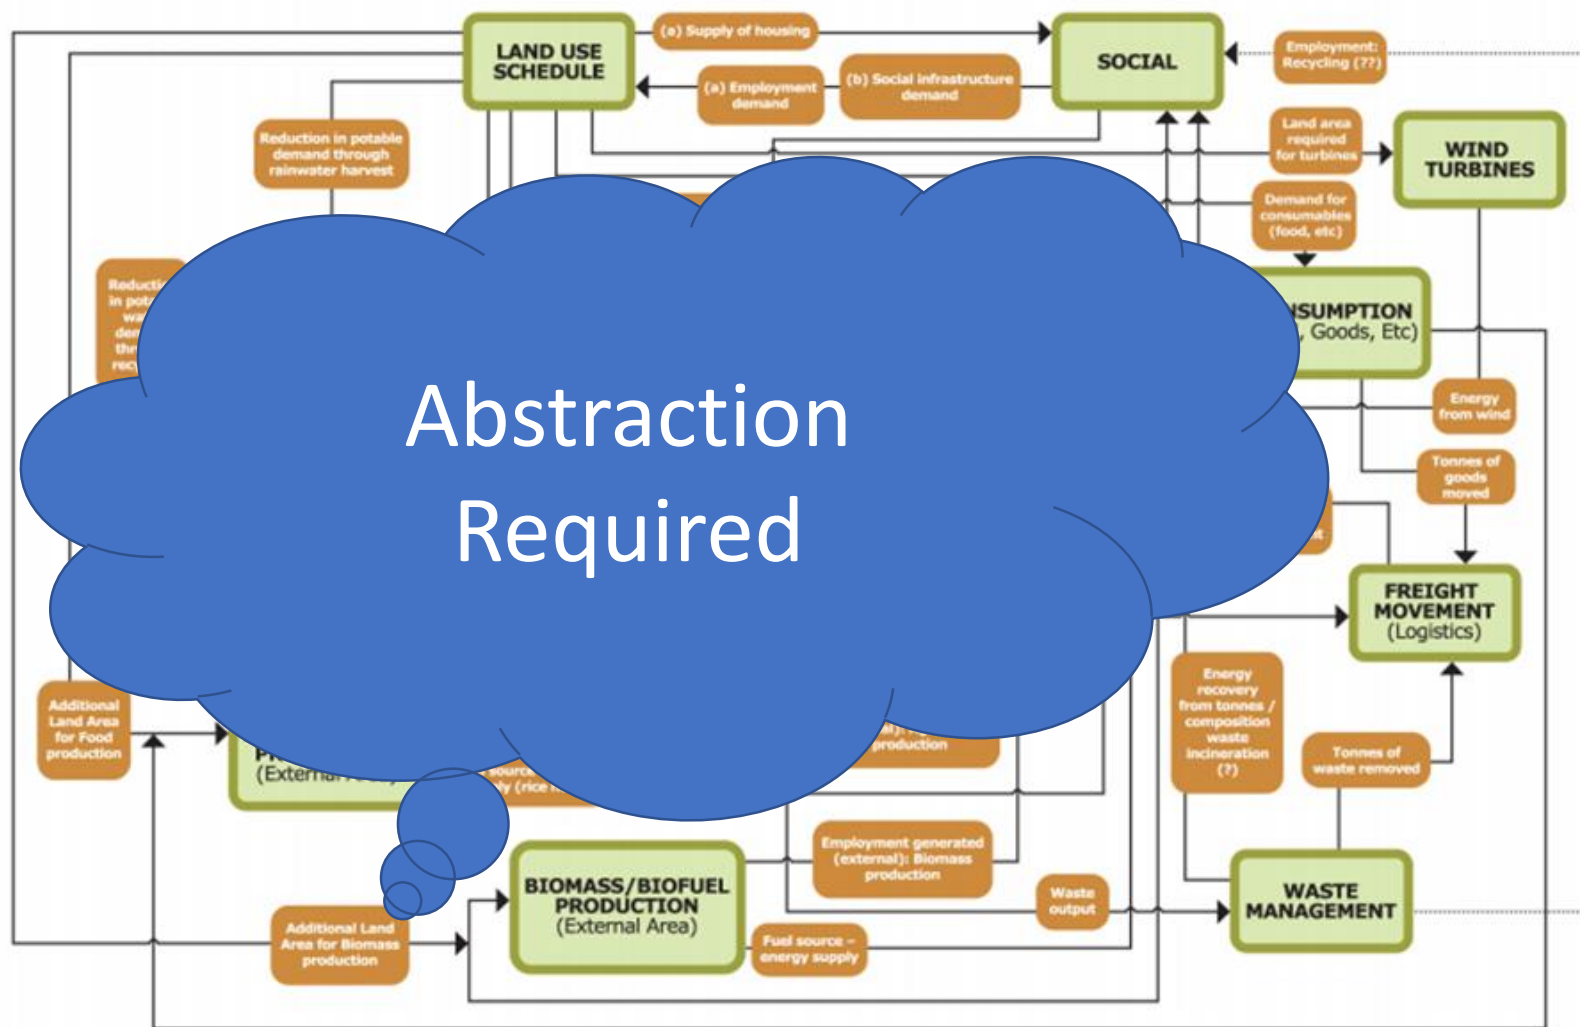 LAND USE
SCHEDULE
(a) Supply of housing
SOCIAL
Employment:
Recycling (??)
(a) Employment
demand
(b) Social infrastructure
demand
Reduction in potable
demand through
rainwater harvest
Land area
required
for turbines
WIND
TURBINES
Demand for
consumables
(food, etc)
in
NSUMPTION
, Goods, Etc)
Abstraction
Required
Energy
from wind
Tonnes of
goods
moved
FREIGHT
MOVEMENT
(Logistics)
Additional
Land Area
for Food
production
(External
production
Energy
recovery
from tonnes /
composition
waste
incineration
(?)
Tonnes of
waste removed
Employment generated
(external): Biomass
production
BIOMASS/BIOFUEL
PRODUCTION
(External Area)
Waste
output
WASTE
MANAGEMENT
Additional Land
Area for Biomass
production
Fuel source –
energy supply